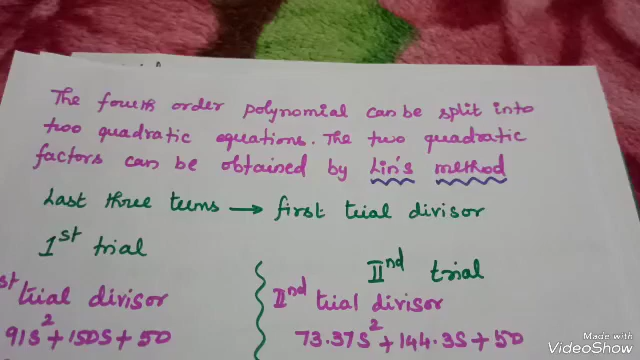 The fourth order polynomial can be split into
two quadratic equations. The two quadratic
factors can be obtained by Lin's method
Last three terms → first trial divisor
1st trial
IInd trial
st trial divisor
IInd trial divisor
91s²+150s+50
73.37s²+144.3s+50
Made with
VideoShow